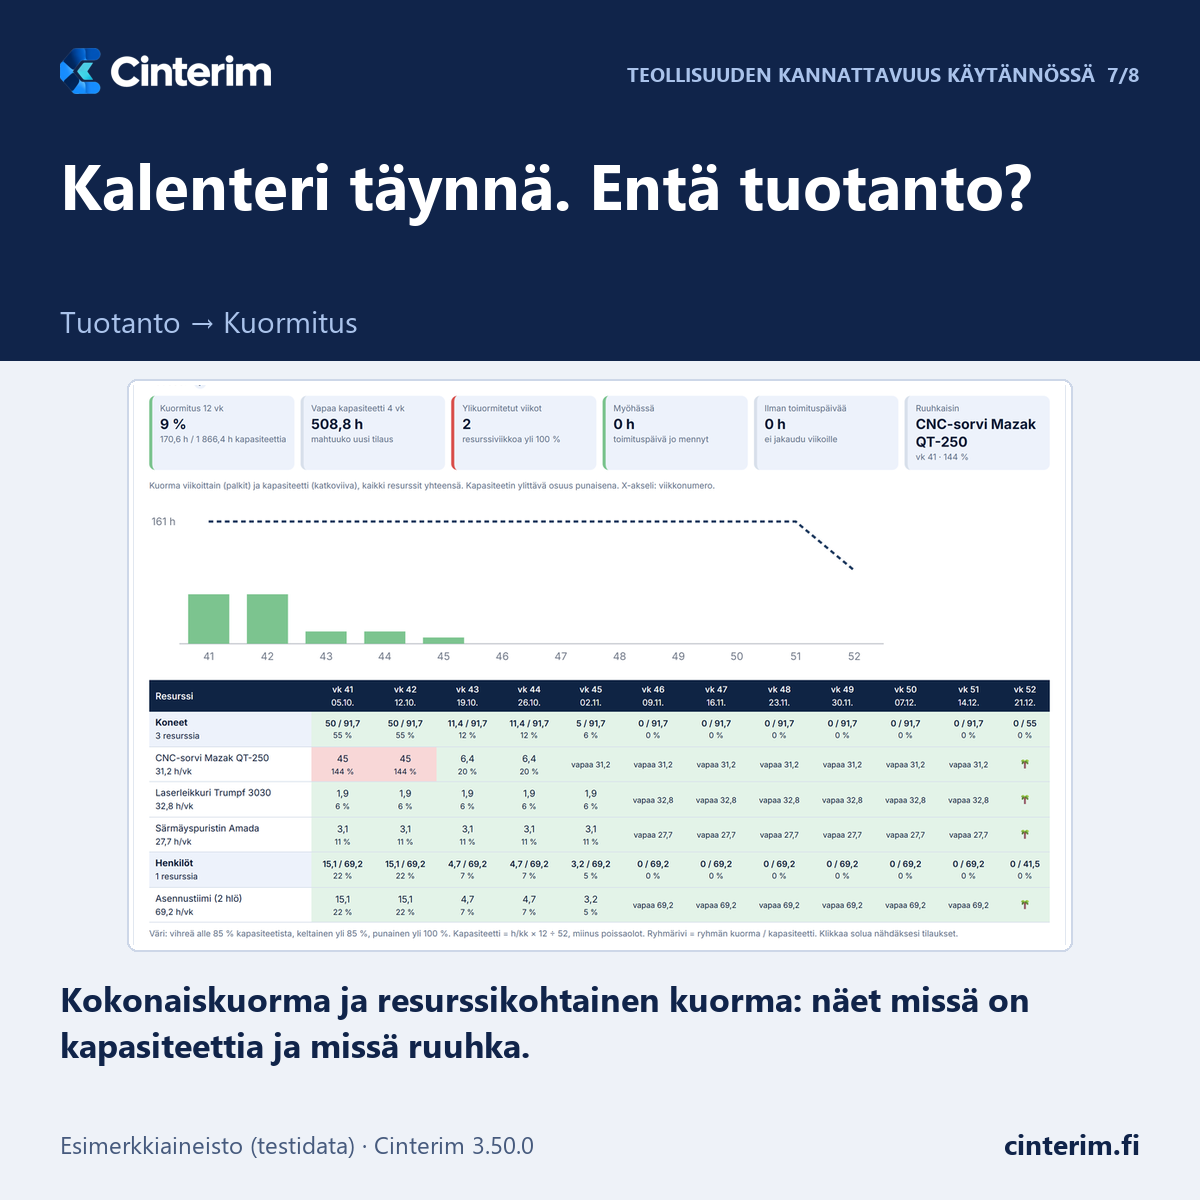 Cinterim
TEOLLISUUDEN KANNATTAVUUS KÄYTÄNNÖSSÄ 7/8
Kalenteri täynnä. Entä tuotanto?
Tuotanto → Kuormitus
Kuormitus 12 vk
9 %
170,6 h / 1 866,4 h kapasiteettia
Vapaa kapasiteetti 4 vk
508,8 h
mahtuuko uusi tilaus
Ylikuormitetut viikot
2
resurssiviikkoa yli 100 %
Myöhässä
0 h
toimituspäivä jo mennyt
Ilman toimituspäivää
0 h
ei jakaudu viikoille
Ruuhkaisin
CNC-sorvi Mazak
QT-250
vk 41 · 144 %
Kuorma viikoittain (palkit) ja kapasiteetti (katkoviiva), kaikki resurssit yhteensä. Kapasiteetin ylittävä osuus punaisena. X-akseli: viikkonumero.
161 h
41 42 43 44 45 46 47 48 49 50 51 52
Resurssi vk 41 vk 42 vk 43 vk 44 vk 45 vk 46 vk 47 vk 48 vk 49 vk 50 vk 51 vk 52
05.10. 12.10. 19.10. 26.10. 02.11. 09.11. 16.11. 23.11. 30.11. 07.12. 14.12. 21.12.
Koneet 50 / 91,7 50 / 91,7 11,4 / 91,7 11,4 / 91,7 5 / 91,7 0 / 91,7 0 / 91,7 0 / 91,7 0 / 91,7 0 / 91,7 0 / 91,7 0 / 55
3 resurssia 55 % 55 % 12 % 12 % 6 % 0 % 0 % 0 % 0 % 0 % 0 % 0 %
CNC-sorvi Mazak QT-250 45 45 6,4 6,4 vapaa 31,2 vapaa 31,2 vapaa 31,2 vapaa 31,2 vapaa 31,2 vapaa 31,2 vapaa 31,2
31,2 h/vk 144 % 144 % 20 % 20 %
Laserleikkuri Trumpf 3030 1,9 1,9 1,9 1,9 1,9 vapaa 32,8 vapaa 32,8 vapaa 32,8 vapaa 32,8 vapaa 32,8 vapaa 32,8
32,8 h/vk 6 % 6 % 6 % 6 % 6 %
Särmäyspuristin Amada 3,1 3,1 3,1 3,1 3,1 vapaa 27,7 vapaa 27,7 vapaa 27,7 vapaa 27,7 vapaa 27,7 vapaa 27,7
27,7 h/vk 11 % 11 % 11 % 11 % 11 %
Henkilöt 15,1 / 69,2 15,1 / 69,2 4,7 / 69,2 4,7 / 69,2 3,2 / 69,2 0 / 69,2 0 / 69,2 0 / 69,2 0 / 69,2 0 / 69,2 0 / 69,2 0 / 41,5
1 resurssia 22 % 22 % 7 % 7 % 5 % 0 % 0 % 0 % 0 % 0 % 0 % 0 %
Asennustiimi (2 hlö) 15,1 15,1 4,7 4,7 3,2 vapaa 69,2 vapaa 69,2 vapaa 69,2 vapaa 69,2 vapaa 69,2 vapaa 69,2
69,2 h/vk 22 % 22 % 7 % 7 % 5 %
Väri: vihreä alle 85 % kapasiteetista, keltainen yli 85 %, punainen yli 100 %. Kapasiteetti = h/kk × 12 ÷ 52, miinus poissaolot. Ryhmärivi = ryhmän kuorma / kapasiteetti. Klikkaa solua nähdäksesi tilaukset.
Kokonaiskuorma ja resurssikohtainen kuorma: näet missä on
kapasiteettia ja missä ruuhka.
Esimerkkiaineisto (testidata) · Cinterim 3.50.0
cinterim.fi